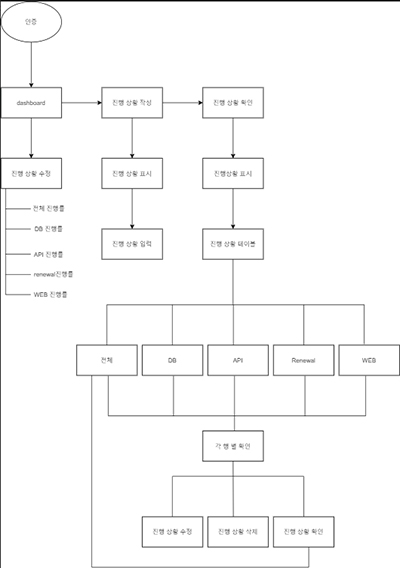 인증
dashboard
진행 상황 작성
진행 상황 확인
진행 상황 수정
진행 상황 표시
진행상황 표시
전체 진행률
DB 진행률
API 진행률
renewal진행률
WEB 진행률
진행 상황 입력
진행 상황 테이블
전체
DB
API
Renewal
WEB
각 행 별 확인
진행 상황 수정
진행 상황 삭제
진행 상황 확인